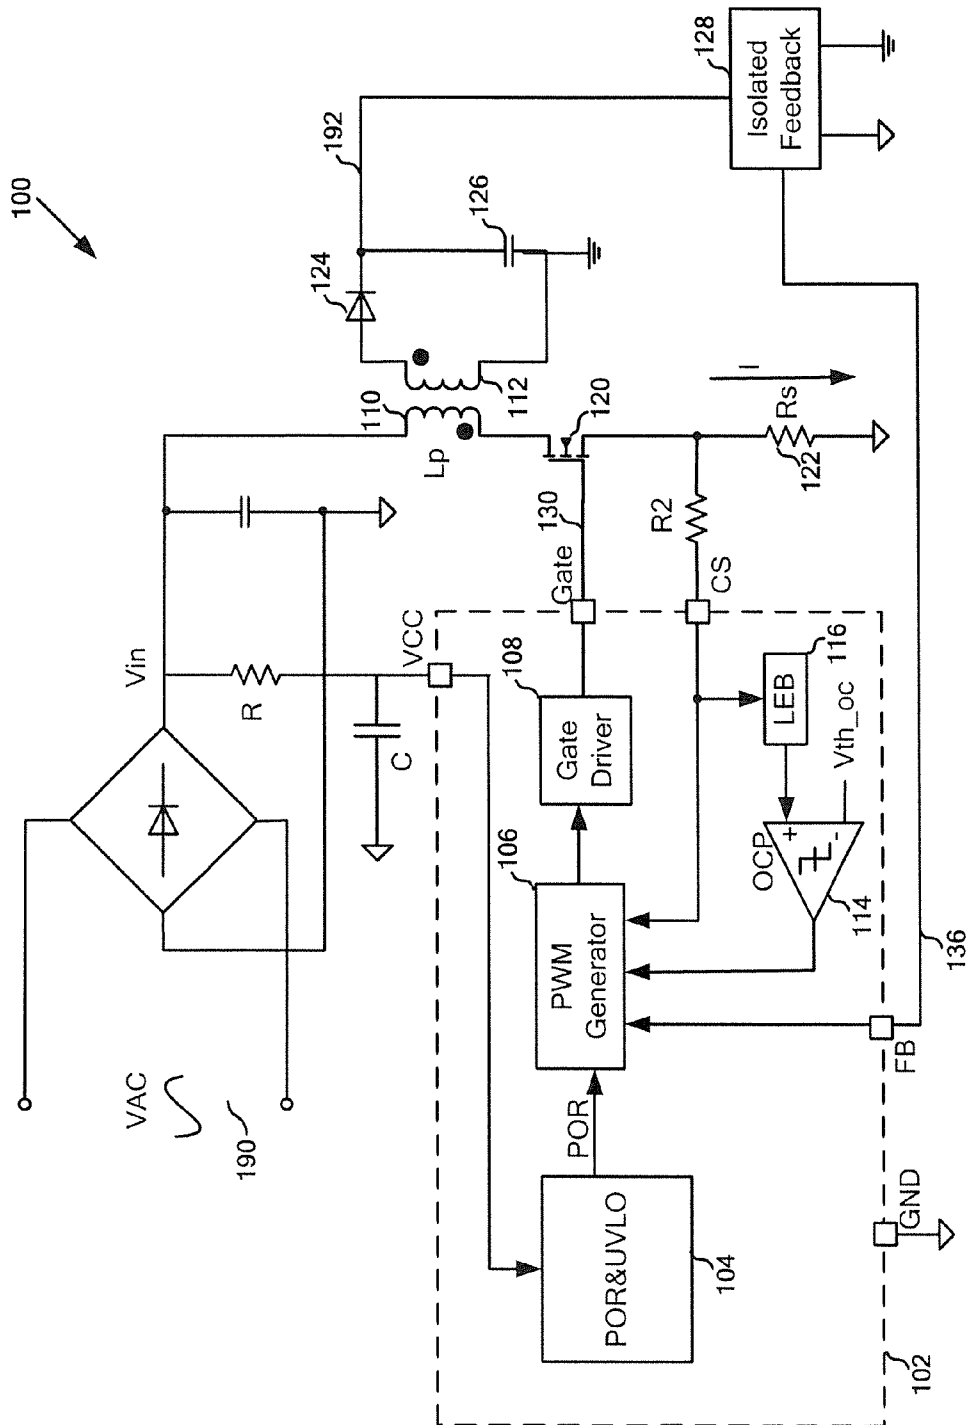 100
VAC
190
Vin
R
C
VCC
Lp
110
112
124
126
192
128
Isolated
Feedback
I
120
130
Gate
Rs
122
R2
CS
108
Gate
Driver
106
PWM
Generator
116
LEB
Vth_oc
OCP
+
-
114
136
FB
POR
POR&UVLO
104
GND
102